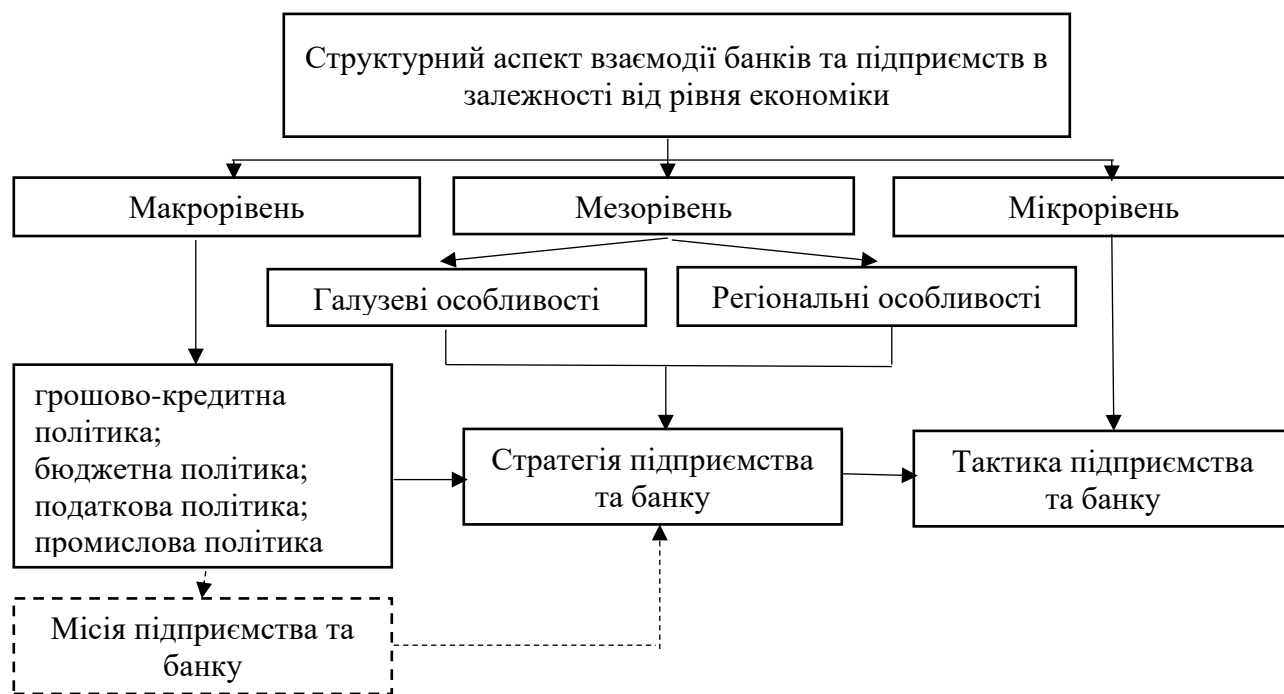 Структурний аспект взаємодії банків та підприємств в
залежності від рівня економіки
Макрорівень
Мезорівень
Мікрорівень
Галузеві особливості
Регіональні особливості
грошово-кредитна
політика;
бюджетна політика;
податкова політика;
промислова політика
Стратегія підприємства
та банку
Тактика підприємства
та банку
Місія підприємства та
банку